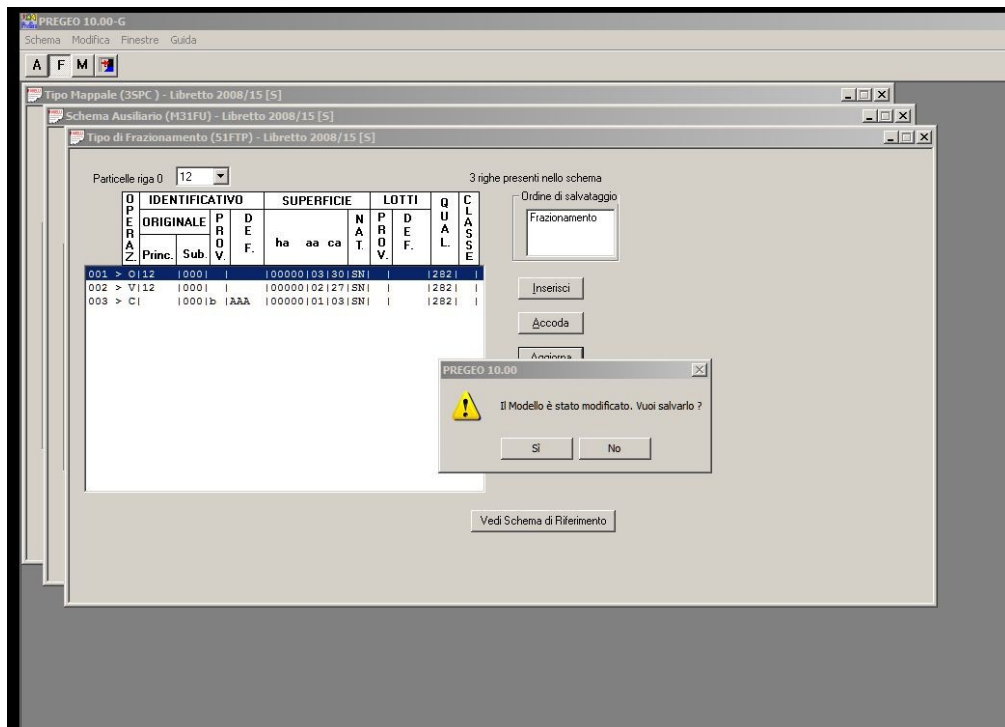 PREGEO 10.00-G
Schema Modifica Finestre Guida
A F M
Tipo Mappale (3SPC ) - Libretto 2008/15 [S]
Schema Ausiliario (M31FU) - Libretto 2008/15 [S]
Tipo di Frazionamento (51FTP) - Libretto 2008/15 [S]
Particelle riga 0 12
3 righe presenti nello schema
OPERAZ. IDENTIFICATIVO SUPERFICIE LOTTI QUAL. CLASSE
ORIGINALE PROV. DEF. ha aa ca NAT. PROV. DEF.
Princ. Sub.
001 > O|12 |000| | |00000|03|30|SN| | |282| |
002 > V|12 |000| | |00000|02|27|SN| | |282| |
003 > C| |000|b |AAA |00000|01|03|SN| | |282| |
Ordine di salvataggio
Frazionamento
Inserisci
Accoda
Aggiorna
PREGEO 10.00
Il Modello è stato modificato. Vuoi salvarlo ?
Sì No
Vedi Schema di Riferimento